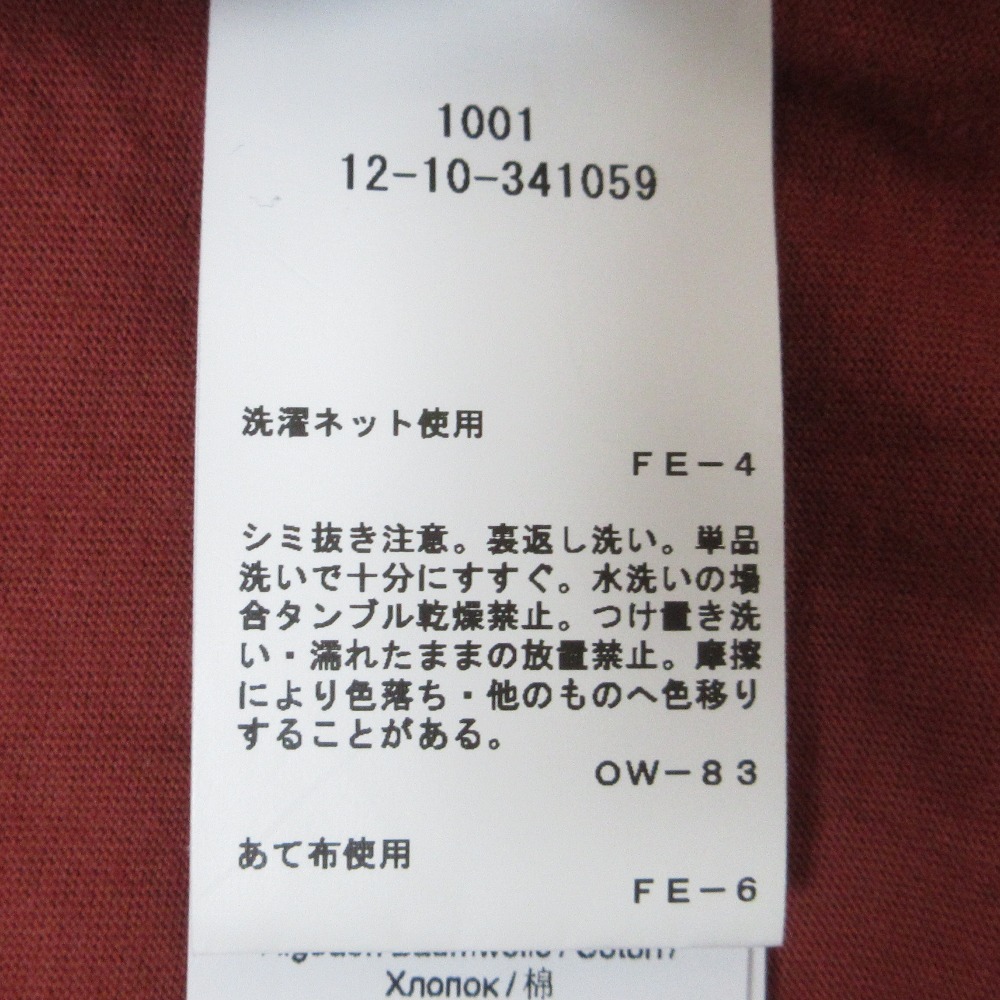 1001
12-10-341059
洗濯ネット使用
FE-4
シミ抜き注意。裏返し洗い。単品
洗いで十分にすすぐ。水洗いの場
合タンブル乾燥禁止。つけ置き洗
い・濡れたままの放置禁止。摩擦
により色落ち・他のものへ色移り
することがある。
OW-83
あて布使用
FE-6
Хлопок / 棉